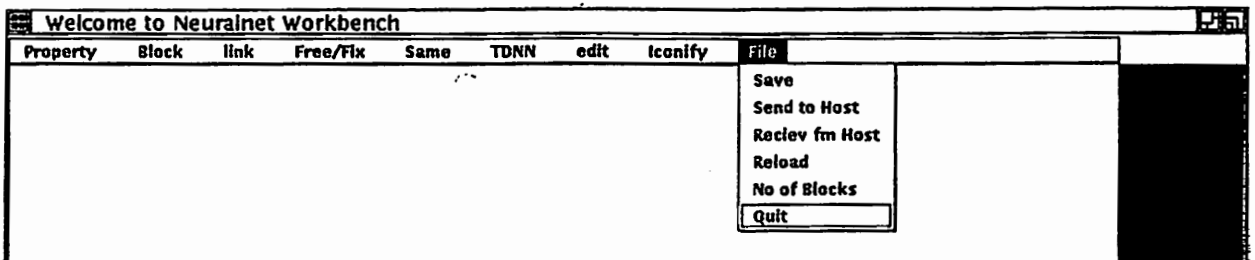 Welcome to Neuralnet Workbench
Property Block link Free/Fix Same TDNN edit Iconify File
Save
Send to Host
Reciev fm Host
Reload
No of Blocks
Quit